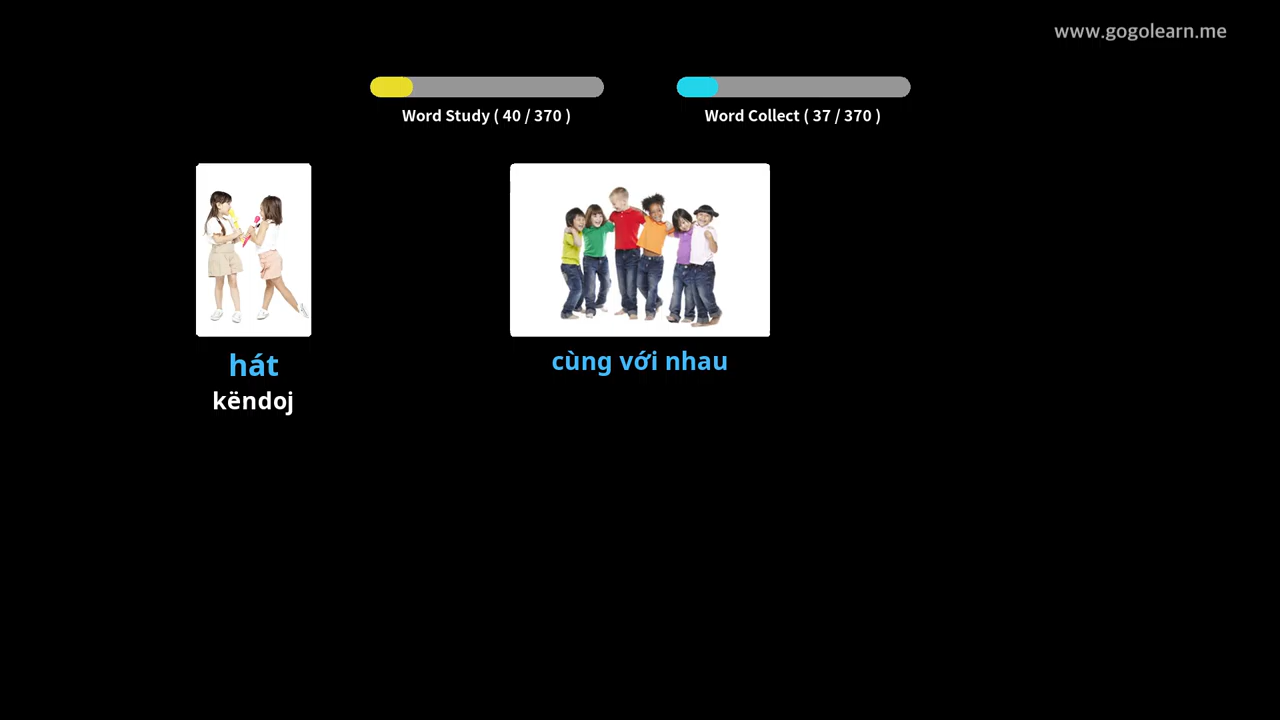 www.gogolearn.me
Word Study ( 40 / 370 )
Word Collect ( 37 / 370 )
hát
këndoj
cùng với nhau